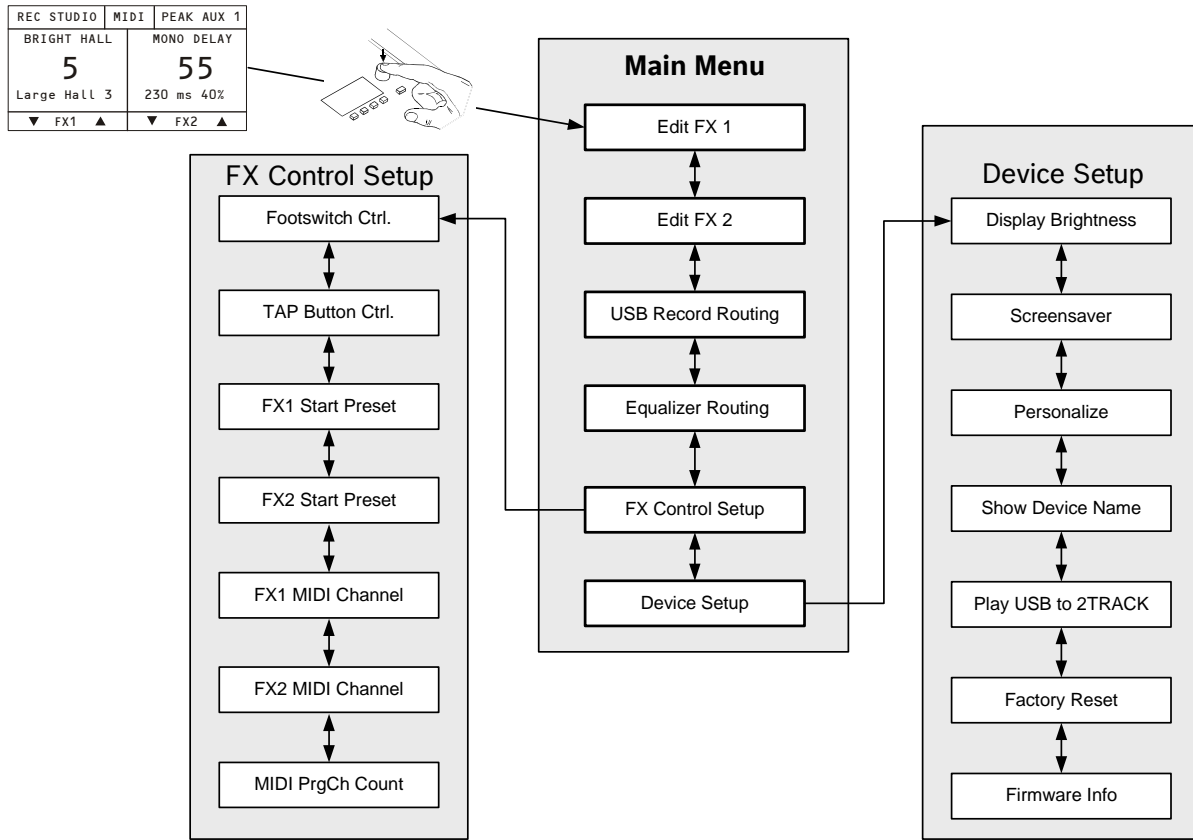 REC STUDIO MIDI PEAK AUX 1
BRIGHT HALL MONO DELAY
5 55
Large Hall 3 230 ms 40%
▼ FX1 ▲ ▼ FX2 ▲
Main Menu
Edit FX 1
Edit FX 2
USB Record Routing
Equalizer Routing
FX Control Setup
Device Setup
FX Control Setup
Footswitch Ctrl.
TAP Button Ctrl.
FX1 Start Preset
FX2 Start Preset
FX1 MIDI Channel
FX2 MIDI Channel
MIDI PrgCh Count
Device Setup
Display Brightness
Screensaver
Personalize
Show Device Name
Play USB to 2TRACK
Factory Reset
Firmware Info